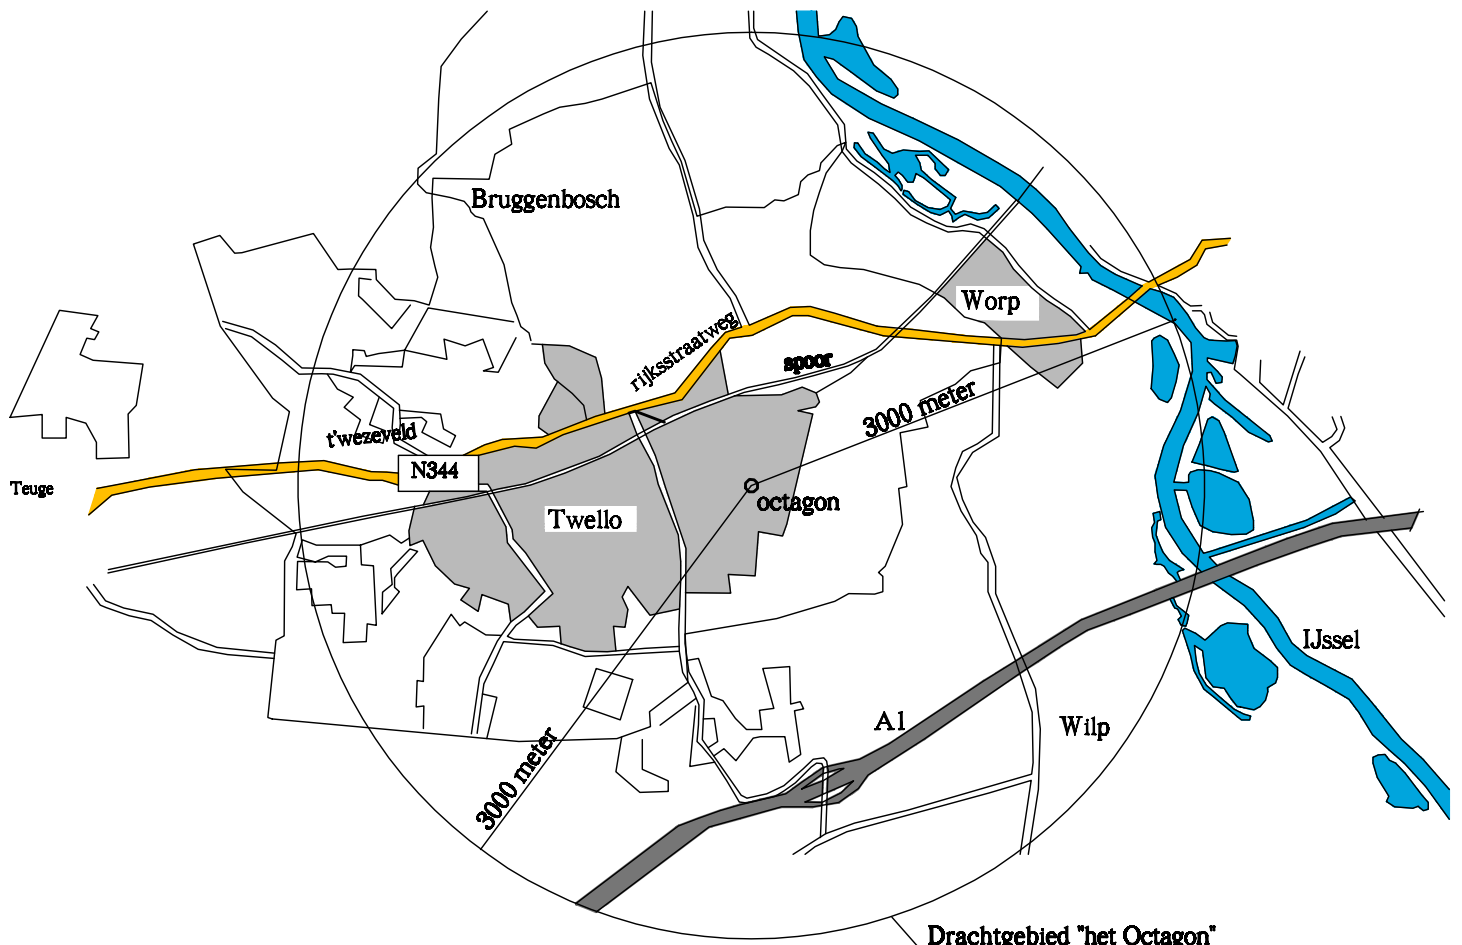 Bruggenbosch
Worp
rijksstraatweg
spoor
3000 meter
t'wezeveld
N344
Teuge
octagon
Twello
IJssel
A1
Wilp
3000 meter
Drachtgebied "het Octagon"